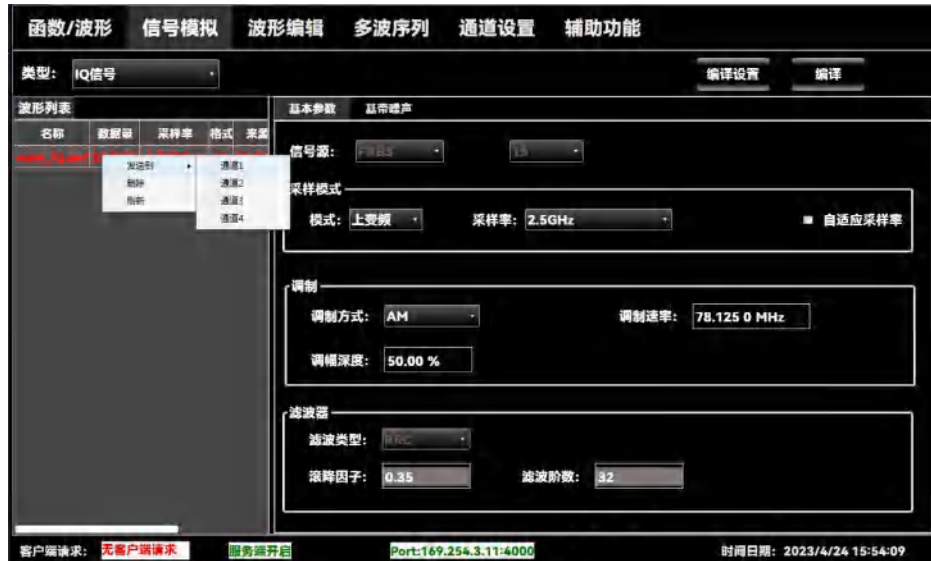 函数/波形 信号模拟 波形编辑 多波序列 通道设置 辅助功能
类型: IQ信号 编译设置 编译
波形列表 基本参数 基带噪声
名称 数据量 采样率 格式 来源
发送到 通道1
删除 通道2
刷新 通道3
通道4
信号源: PRBS 15
采样模式
模式: 上变频 采样率: 2.5GHz 自适应采样率
调制
调制方式: AM 调制速率: 78.125 0 MHz
调幅深度: 50.00 %
滤波器
滤波类型: RRC
滚降因子: 0.35 滤波阶数: 32
客户端请求: 无客户端请求 服务端开启 Port:169.254.3.11:4000 时间日期: 2023/4/24 15:54:09